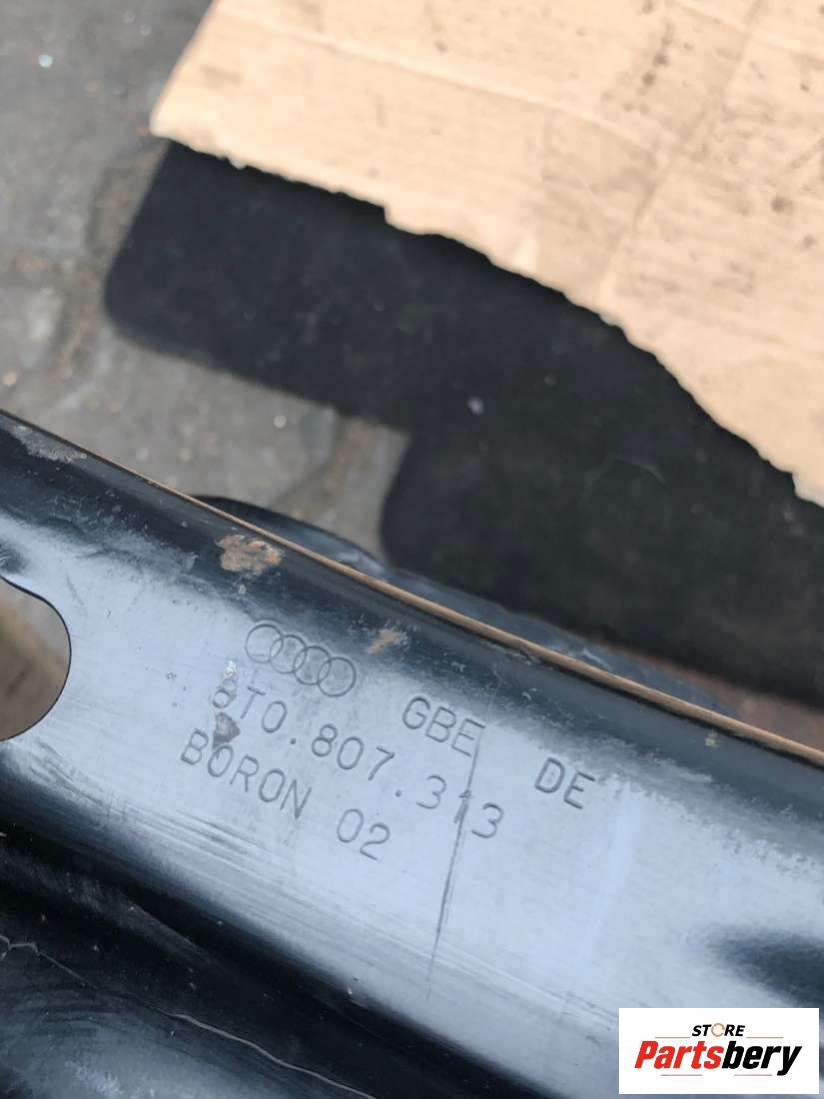 GBE DE
8T0.807.313
BORON 02
STORE
Partsbery